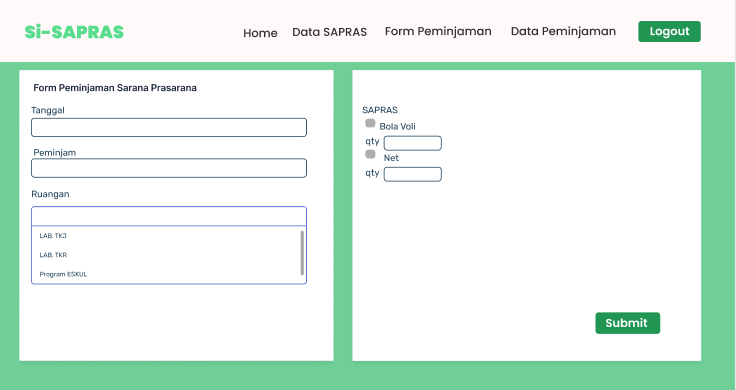 Si-SAPRAS
Home Data SAPRAS Form Peminjaman Data Peminjaman Logout
Form Peminjaman Sarana Prasarana
Tanggal
Peminjam
Ruangan
LAB. TKJ
LAB. TKR
Program ESKUL
SAPRAS
Bola Voli
qty
Net
qty
Submit